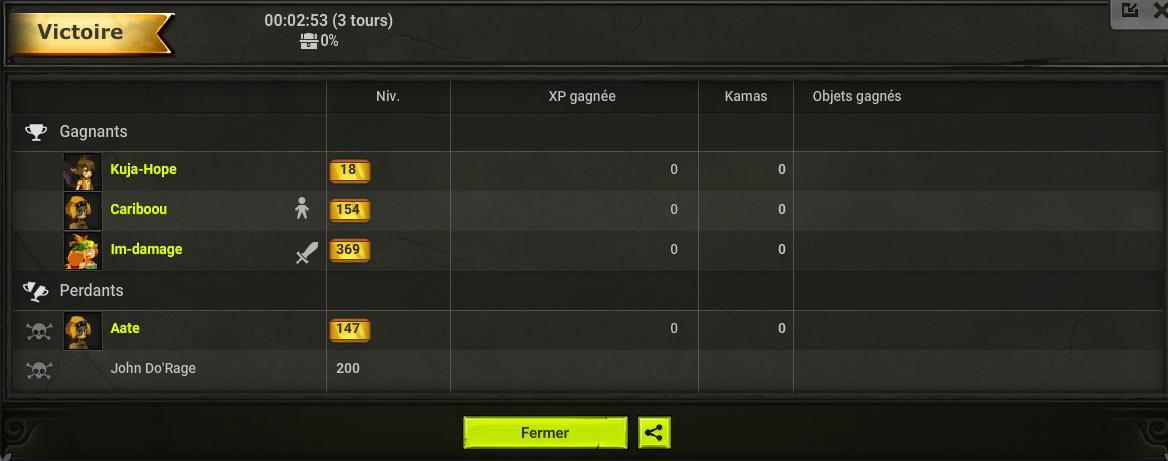 Victoire
00:02:53 (3 tours)
0%
Niv. XP gagnée Kamas Objets gagnés
Gagnants
Kuja-Hope 18 0 0
Cariboou 154 0 0
Im-damage 369 0 0
Perdants
Aate 147 0 0
John Do'Rage 200
Fermer